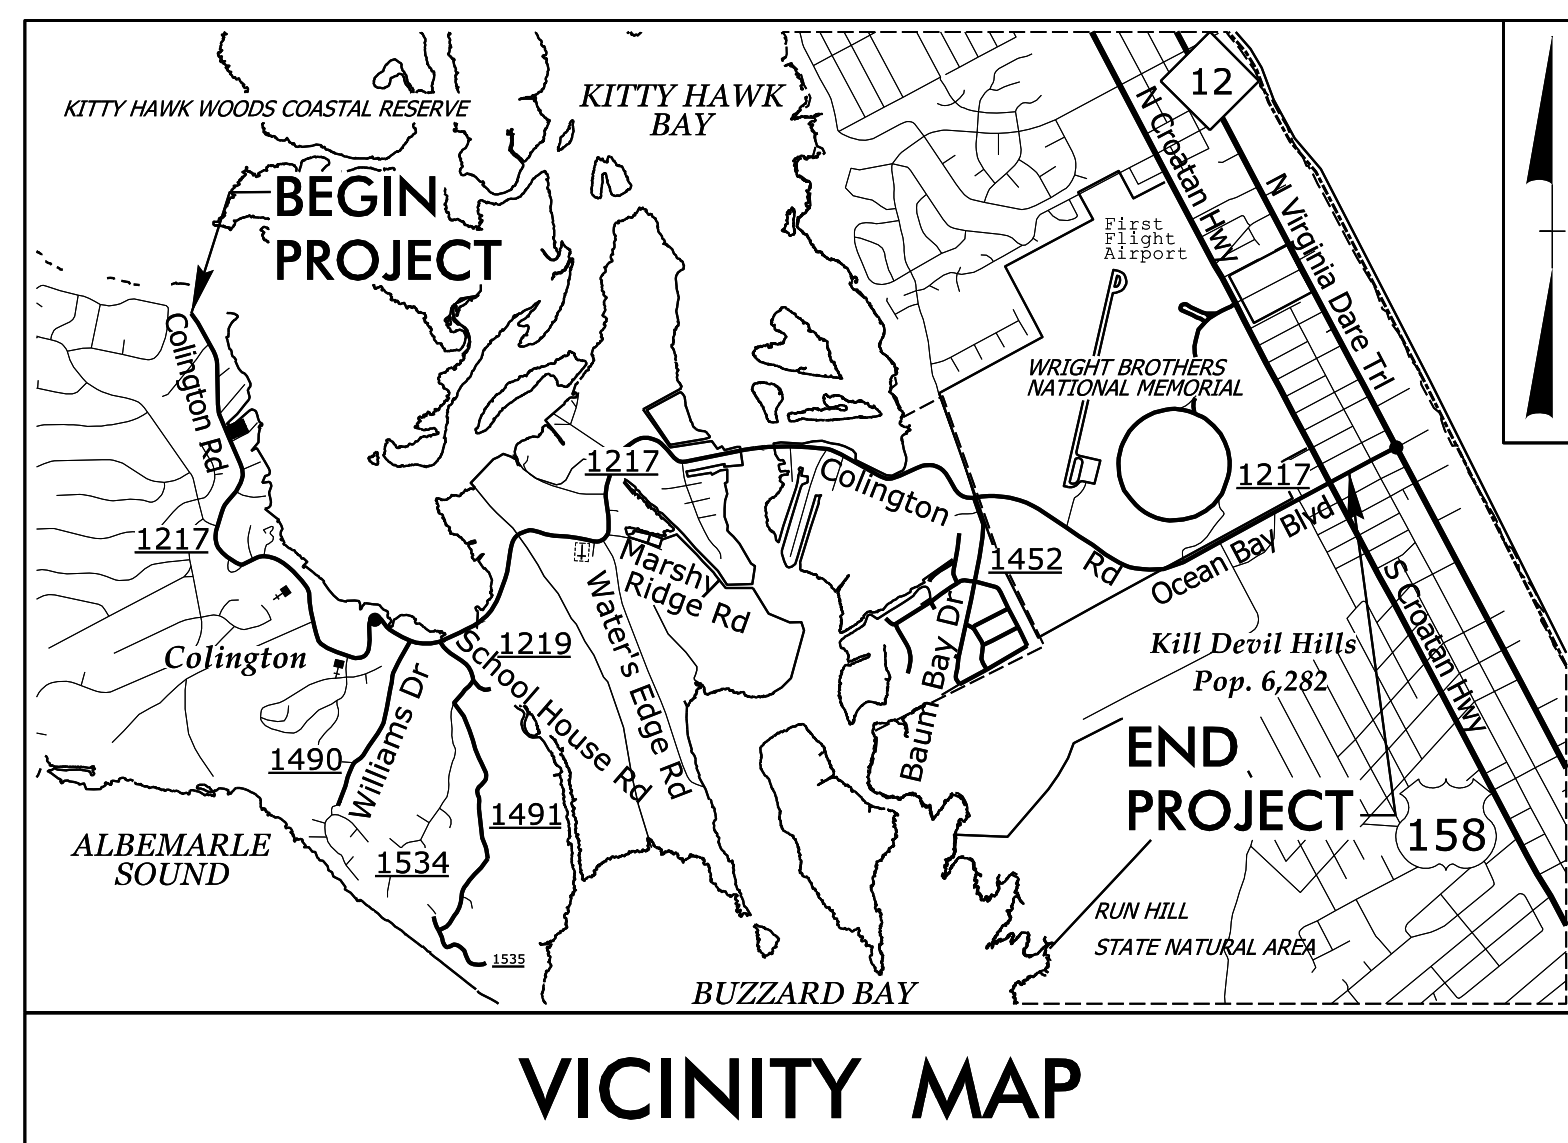 12
KITTY HAWK WOODS COASTAL RESERVE
KITTY HAWK
BAY
N Croatan Hwy
N Virginia Dare Trl
BEGIN
PROJECT
First
Flight
Airport
Colington Rd
WRIGHT BROTHERS
NATIONAL MEMORIAL
1217
1217
Colington
Rd
1217
1452
Ocean Bay Blvd
Marshy
Ridge Rd
Water's Edge Rd
S Croatan Hwy
Colington
1219
School House Rd
Williams Dr
Baum Bay Dr
Kill Devil Hills
Pop. 6,282
END
PROJECT
158
1490
1491
1534
ALBEMARLE
SOUND
1535
RUN HILL
STATE NATURAL AREA
BUZZARD BAY
VICINITY MAP